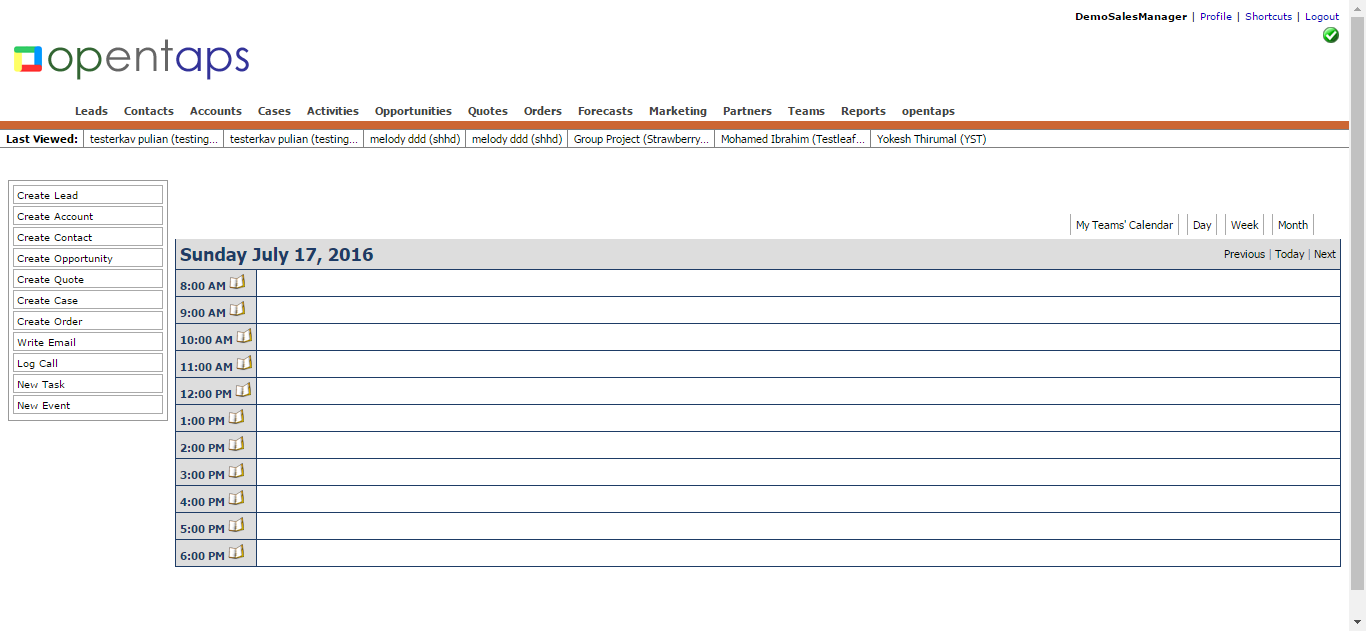 DemoSalesManager | Profile | Shortcuts | Logout
opentaps
Leads Contacts Accounts Cases Activities Opportunities Quotes Orders Forecasts Marketing Partners Teams Reports opentaps
Last Viewed: testerkav pulian (testing... testerkav pulian (testing... melody ddd (shhd) melody ddd (shhd) Group Project (Strawberry... Mohamed Ibrahim (Testleaf... Yokesh Thirumal (YST)
Create Lead
Create Account
Create Contact
Create Opportunity
Create Quote
Create Case
Create Order
Write Email
Log Call
New Task
New Event
My Teams' Calendar Day Week Month
Sunday July 17, 2016 Previous | Today | Next
8:00 AM
9:00 AM
10:00 AM
11:00 AM
12:00 PM
1:00 PM
2:00 PM
3:00 PM
4:00 PM
5:00 PM
6:00 PM